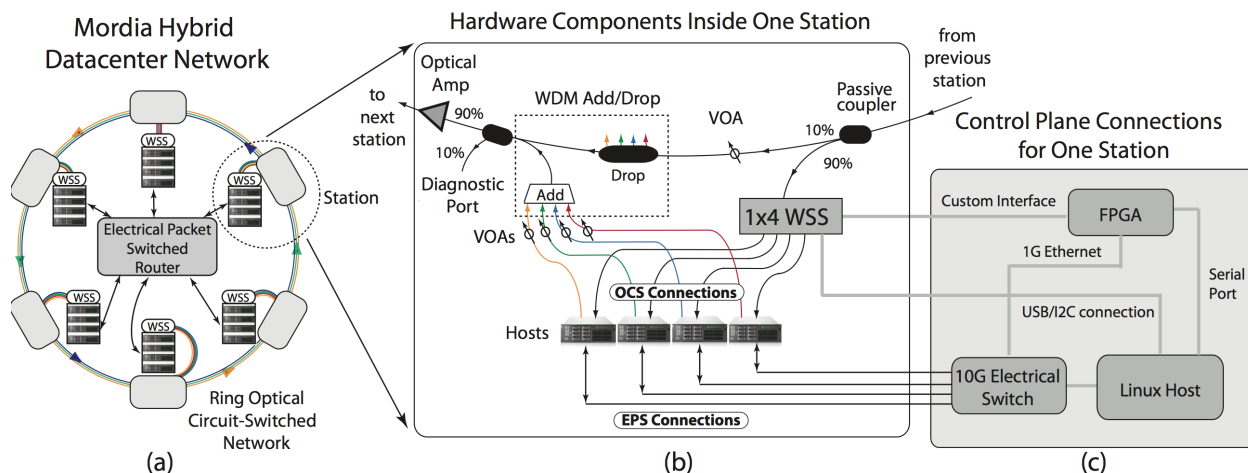 Mordia Hybrid
Datacenter Network
WSS
WSS
WSS
Station
Electrical Packet
Switched
Router
WSS
WSS
WSS
Ring Optical
Circuit-Switched
Network
(a)
Hardware Components Inside One Station
Optical
Amp
to
next
station
90%
10%
Diagnostic
Port
WDM Add/Drop
Drop
Add
VOAs
VOA
Passive
coupler
10%
90%
from
previous
station
1x4 WSS
OCS Connections
Hosts
EPS Connections
(b)
Control Plane Connections
for One Station
Custom Interface
FPGA
1G Ethernet
Serial
Port
USB/I2C connection
10G Electrical
Switch
Linux Host
(c)